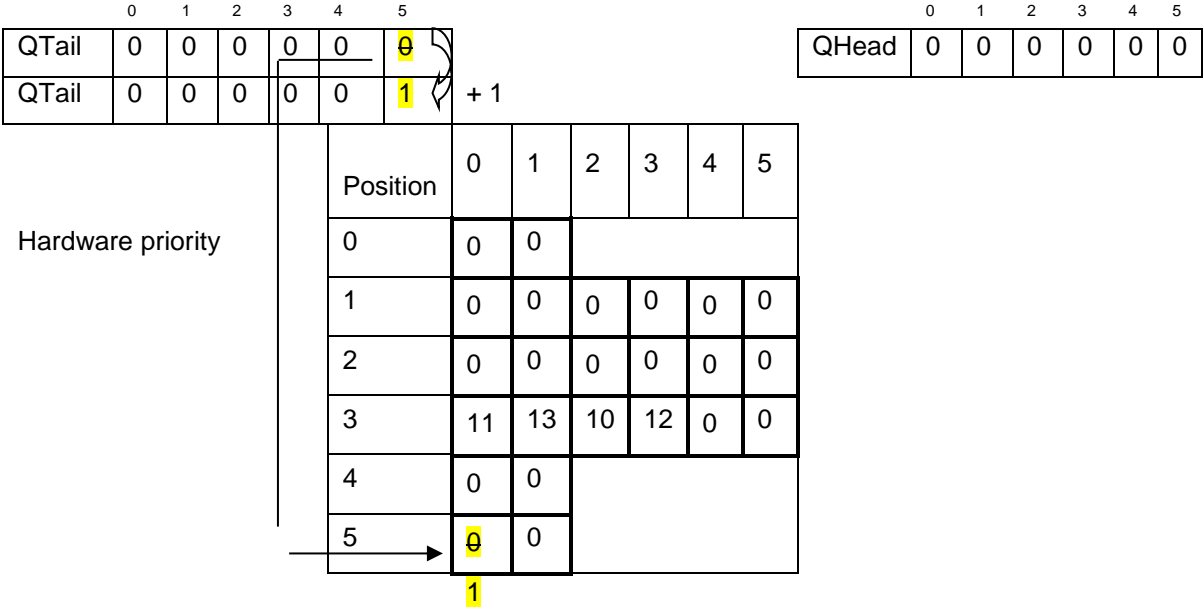 0 1 2 3 4 5 0 1 2 3 4 5
QTail 0 0 0 0 0 0 QHead 0 0 0 0 0 0
QTail 0 0 0 0 0 1 + 1
Position 0 1 2 3 4 5
Hardware priority 0 0 0
1 0 0 0 0 0 0
2 0 0 0 0 0 0
3 11 13 10 12 0 0
4 0 0
5 0 0
1